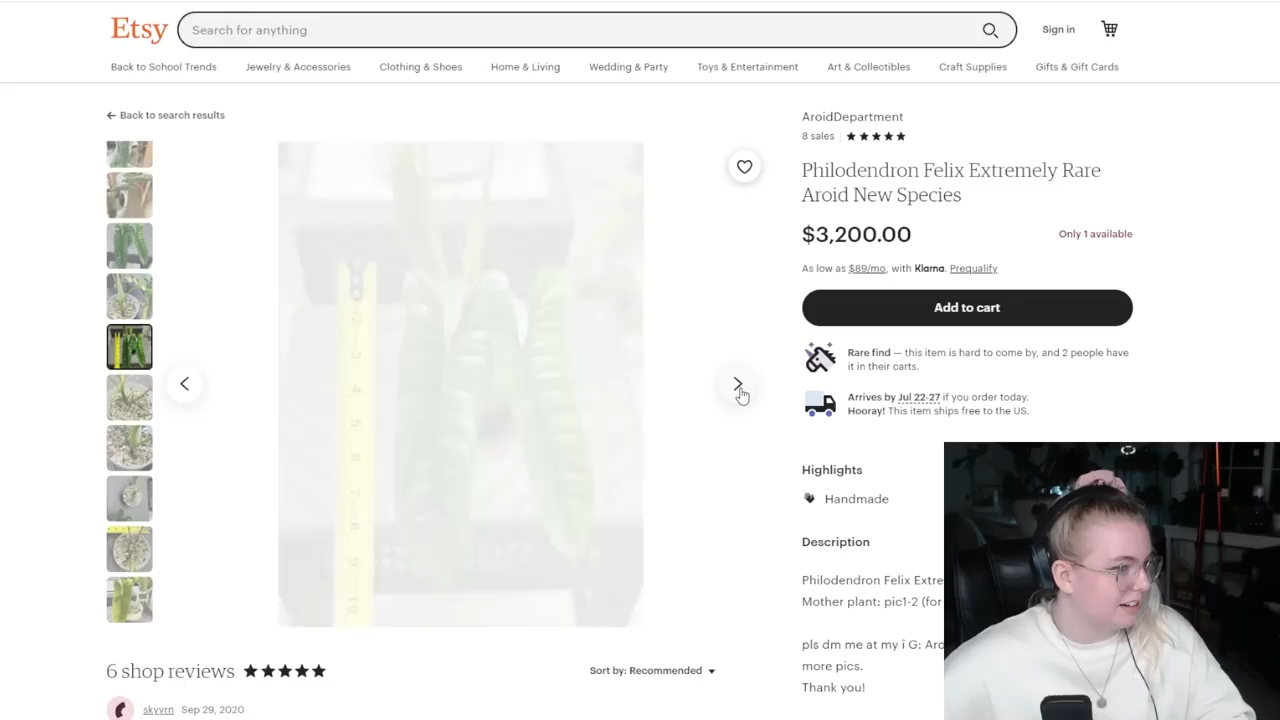 Etsy
Search for anything
Sign in
Back to School Trends
Jewelry & Accessories
Clothing & Shoes
Home & Living
Wedding & Party
Toys & Entertainment
Art & Collectibles
Craft Supplies
Gifts & Gift Cards
Back to search results
AroidDepartment
8 sales
Philodendron Felix Extremely Rare
Aroid New Species
$3,200.00
Only 1 available
As low as $89/mo, with Klarna. Prequalify
Add to cart
Rare find — this item is hard to come by, and 2 people have
it in their carts.
Arrives by Jul 22-27 if you order today.
Hooray! This item ships free to the US.
Highlights
Handmade
Description
Philodendron Felix Extre
Mother plant: pic1-2 (for
pls dm me at my i G: Aro
more pics.
Thank you!
6 shop reviews
Sort by: Recommended
skyyrn Sep 29, 2020